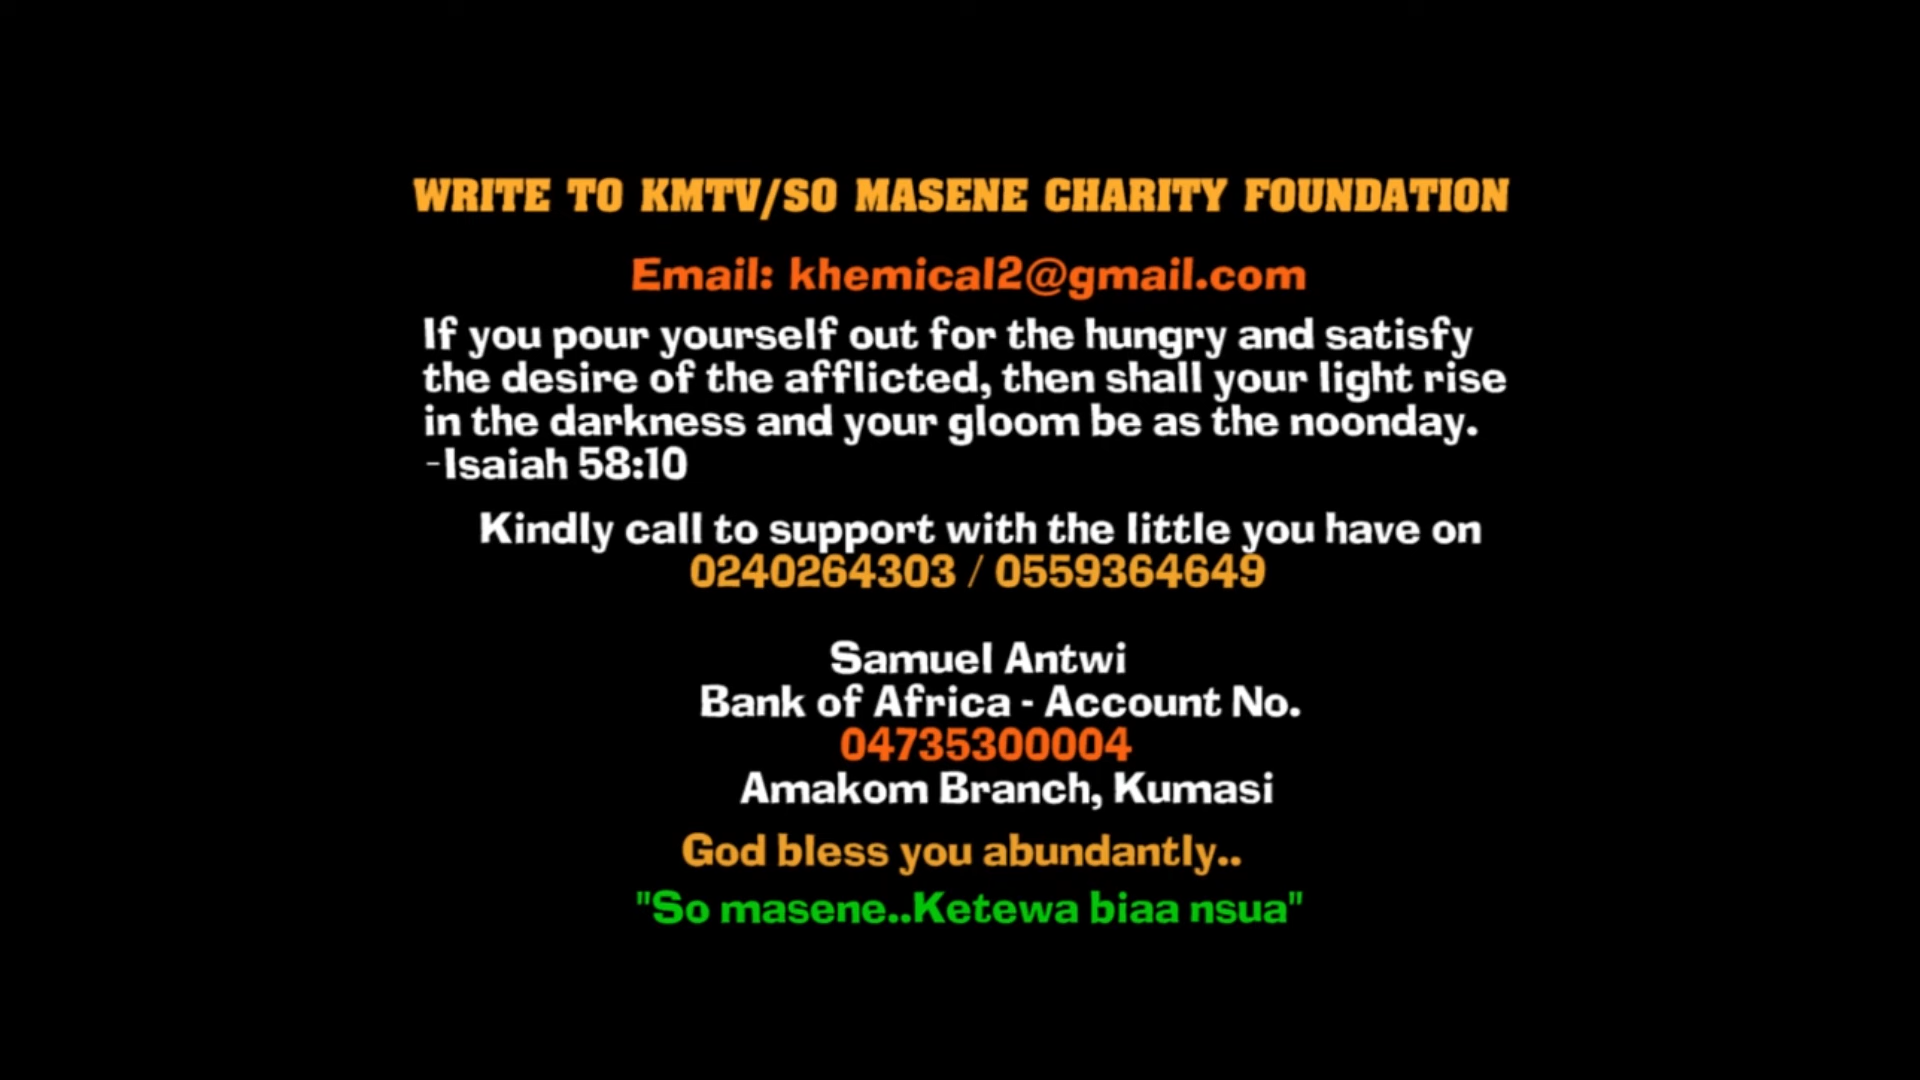 WRITE TO KMTV/SO MASENE CHARITY FOUNDATION
Email: khemical2@gmail.com
If you pour yourself out for the hungry and satisfy
the desire of the afflicted, then shall your light rise
in the darkness and your gloom be as the noonday.
-Isaiah 58:10
Kindly call to support with the little you have on
0240264303 / 0559364649
Samuel Antwi
Bank of Africa - Account No.
04735300004
Amakom Branch, Kumasi
God bless you abundantly..
"So masene..Ketewa biaa nsua"